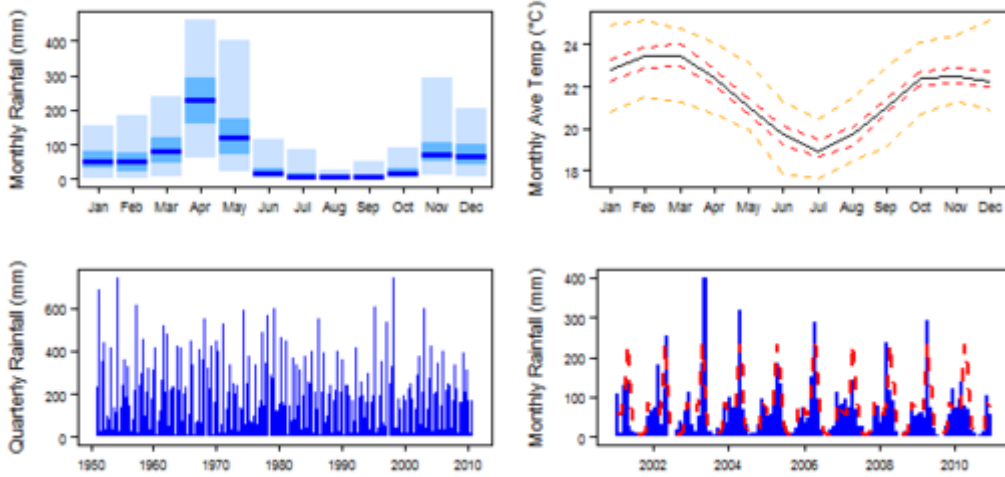 Monthly Rainfall (mm)
400
300
200
100
0
Jan Feb Mar Apr May Jun Jul Aug Sep Oct Nov Dec
Monthly Ave Temp (°C)
24
22
20
18
Jan Feb Mar Apr May Jun Jul Aug Sep Oct Nov Dec
Quarterly Rainfall (mm)
600
400
200
0
1950 1960 1970 1980 1990 2000 2010
Monthly Rainfall (mm)
400
300
200
100
0
2002 2004 2006 2008 2010